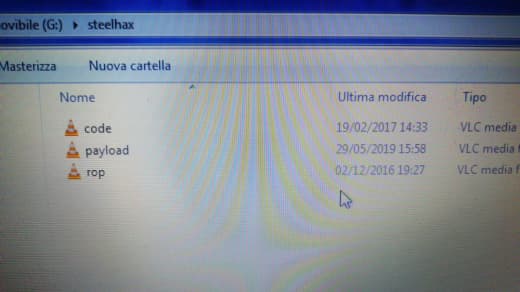 ovibile (G:) ▸ steelhax
Masterizza Nuova cartella
Nome Ultima modifica Tipo
code 19/02/2017 14:33 VLC media
payload 29/05/2019 15:58 VLC media f
rop 02/12/2016 19:27 VLC media f